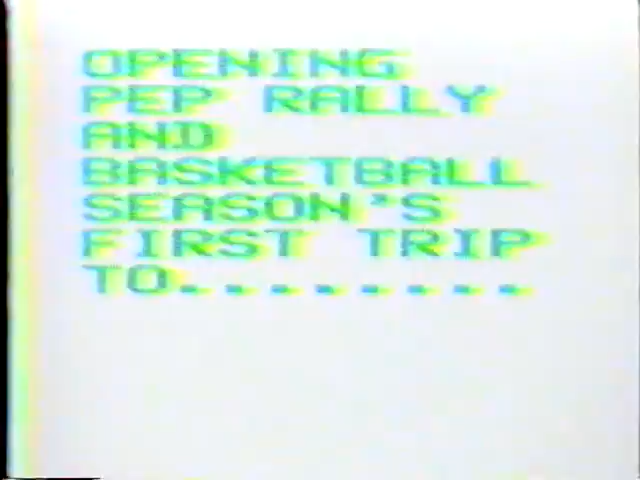 OPENING
PEP RALLY
AND
BASKETBALL
SEASON'S
FIRST TRIP
TO.........